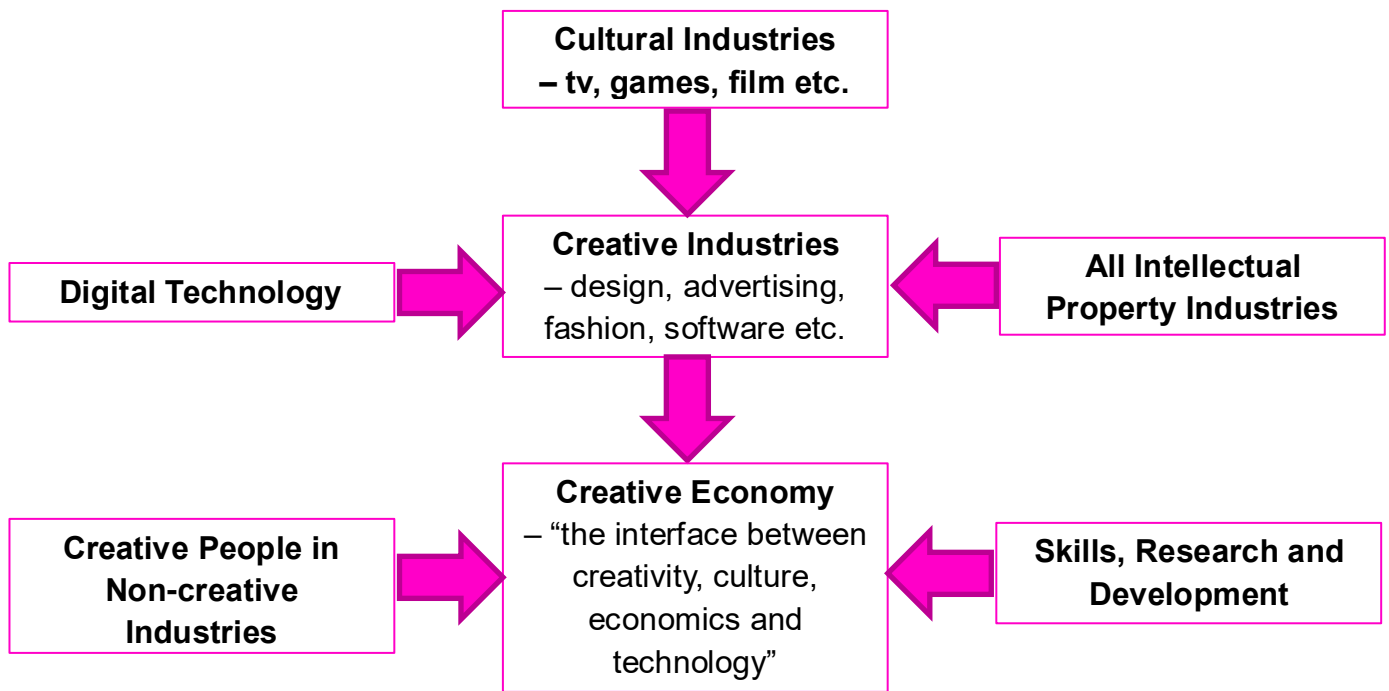 Cultural Industries
– tv, games, film etc.
Digital Technology
Creative Industries
– design, advertising,
fashion, software etc.
All Intellectual
Property Industries
Creative People in
Non-creative
Industries
Creative Economy
– “the interface between
creativity, culture,
economics and
technology”
Skills, Research and
Development